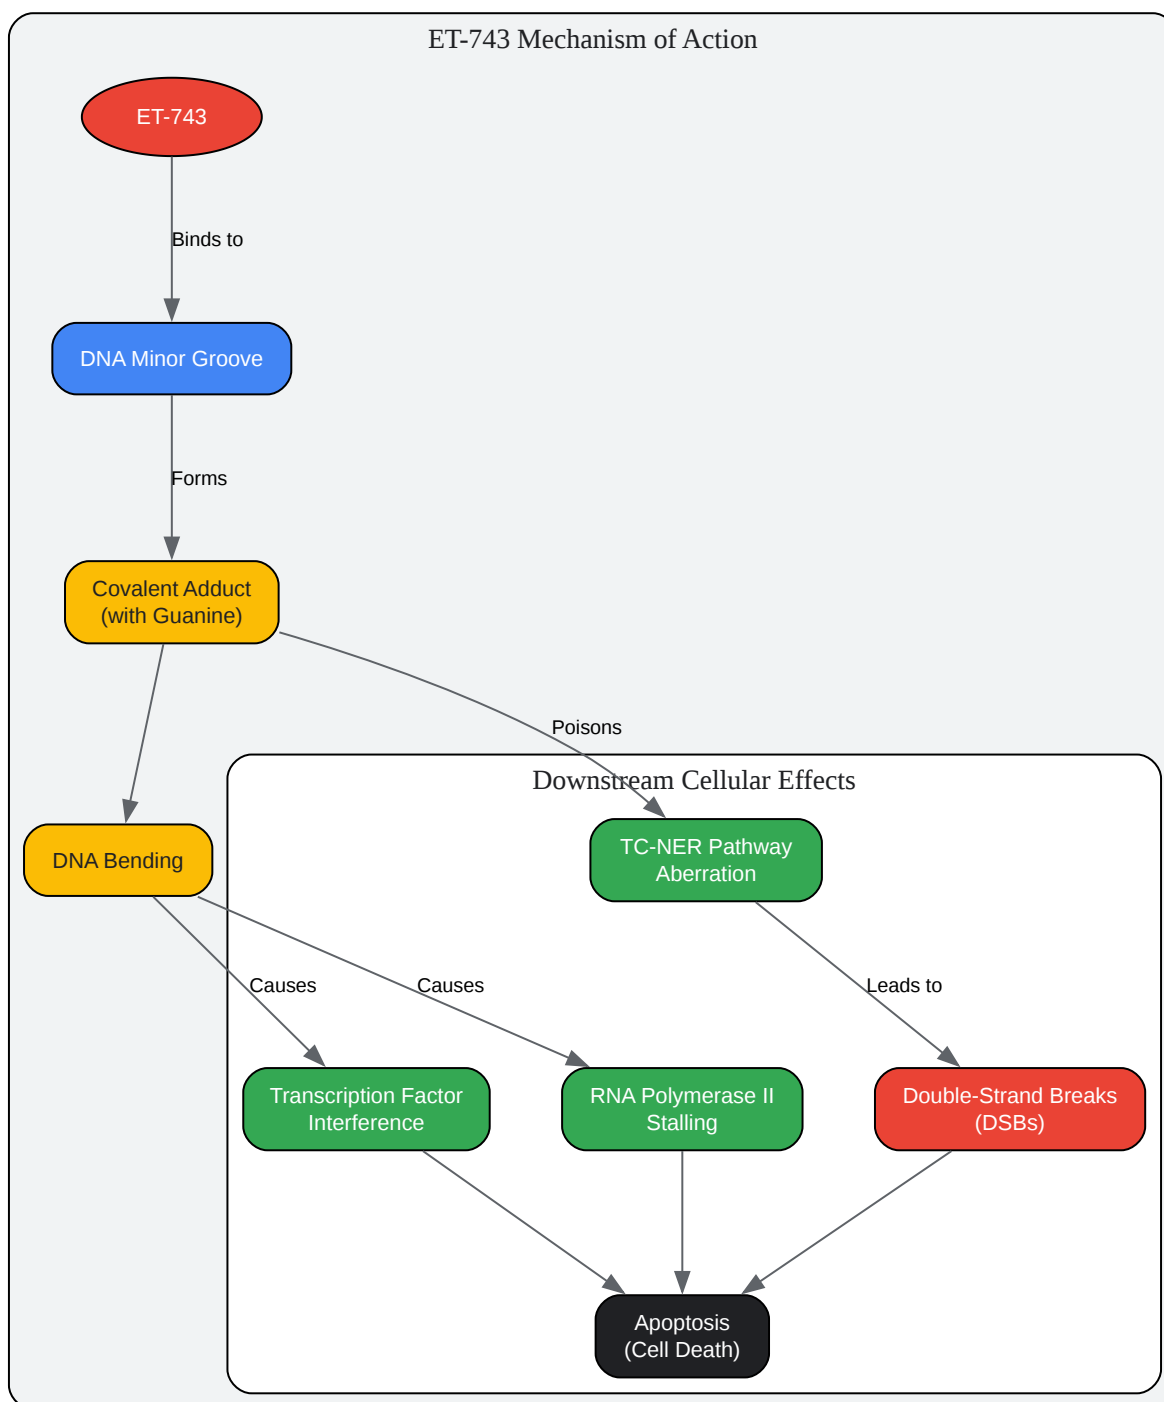 ET-743 Mechanism of Action
ET-743
Binds to
DNA Minor Groove
Forms
Covalent Adduct
(with Guanine)
Poisons
Downstream Cellular Effects
TC-NER Pathway
Aberration
DNA Bending
Causes
Causes
Leads to
Transcription Factor
Interference
RNA Polymerase II
Stalling
Double-Strand Breaks
(DSBs)
Apoptosis
(Cell Death)